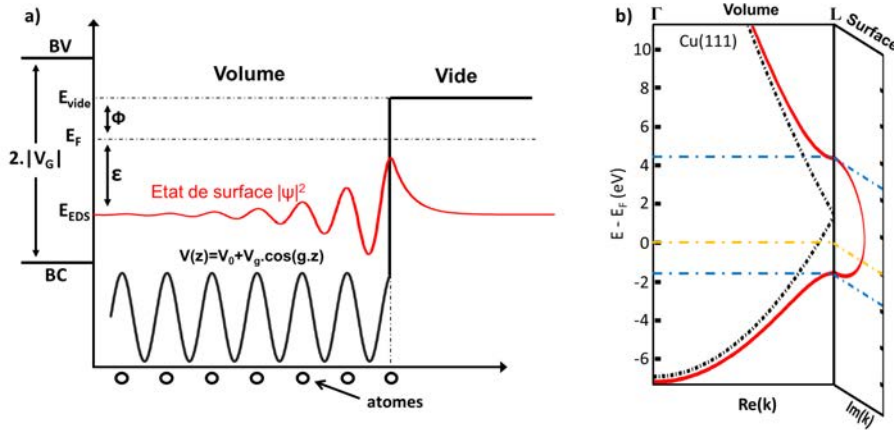 a)
BV
Volume
Vide
Evide
Φ
EF
2.|VG|
ε
Etat de surface |ψ|²
EEDS
V(z)=V0+Vg.cos(g.z)
BC
atomes
b)
Γ
Volume
L
Surface
Cu(111)
10
8
6
4
2
0
-2
-4
-6
E - EF (eV)
Re(k)
Im(k)